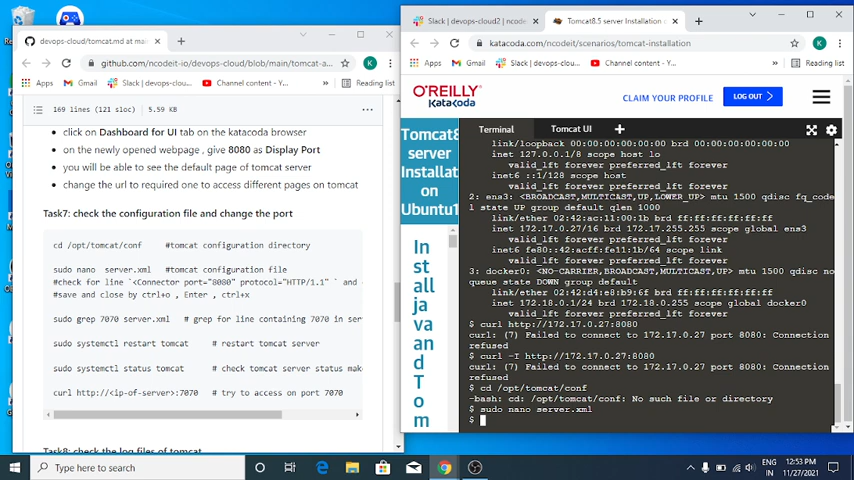 devops-cloud/tomcat.md at mai
github.com/ncodeit-io/devops-cloud/blob/main/tomcat-a...
Apps
Gmail
Slack | devops-clou...
Channel content - Y...
Reading list
169 lines (121 sloc)
5.59 KB
click on Dashboard for UI tab on the katacoda browser
on the newly opened webpage , give 8080 as Display Port
you will be able to see the default page of tomcat server
change the url to required one to access different pages on tomcat
Task7: check the configuration file and change the port
cd /opt/tomcat/conf #tomcat configuration directory
sudo nano server.xml #tomcat configuration file
#check for line `<Connector port="8080" protocol="HTTP/1.1" ` and
#save and close by ctrl+o , Enter , ctrl+x
sudo grep 7070 server.xml # grep for line containing 7070 in ser
sudo systemctl restart tomcat # restart tomcat server
sudo systemctl status tomcat # check tomcat server status mak
curl http://<ip-of-server>:7070 # try to access on port 7070
Task8: check the log files of tomcat
Slack | devops-cloud2 | ncode
Tomcat8.5 server Installation
katacoda.com/ncodeit/scenarios/tomcat-installation
Apps
Gmail
Slack | devops-clou...
Channel content - Y...
Reading list
O'REILLY
Katacoda
CLAIM YOUR PROFILE
LOG OUT
Tomcat8
server
Installat
on
Ubuntu1
In
st
all
ja
va
an
d
T
o
m
Terminal
Tomcat UI
link/loopback 00:00:00:00:00:00 brd 00:00:00:00:00:00
inet 127.0.0.1/8 scope host lo
valid_lft forever preferred_lft forever
inet6 ::1/128 scope host
valid_lft forever preferred_lft forever
2: ens3: <BROADCAST,MULTICAST,UP,LOWER_UP> mtu 1500 qdisc fq_code
l state UP group default qlen 1000
link/ether 02:42:ac:11:00:1b brd ff:ff:ff:ff:ff:ff
inet 172.17.0.27/16 brd 172.17.255.255 scope global ens3
valid_lft forever preferred_lft forever
inet6 fe80::42:acff:fe11:1b/64 scope link
valid_lft forever preferred_lft forever
3: docker0: <NO-CARRIER,BROADCAST,MULTICAST,UP> mtu 1500 qdisc no
queue state DOWN group default
link/ether 02:42:d4:e8:b9:6f brd ff:ff:ff:ff:ff:ff
inet 172.18.0.1/24 brd 172.18.0.255 scope global docker0
valid_lft forever preferred_lft forever
$ curl http://172.17.0.27:8080
curl: (7) Failed to connect to 172.17.0.27 port 8080: Connection
refused
$ curl -I http://172.17.0.27:8080
curl: (7) Failed to connect to 172.17.0.27 port 8080: Connection
refused
$ cd /opt/tomcat/conf
-bash: cd: /opt/tomcat/conf: No such file or directory
$ sudo nano server.xml
$
Type here to search
ENG
IN
12:53 PM
11/27/2021